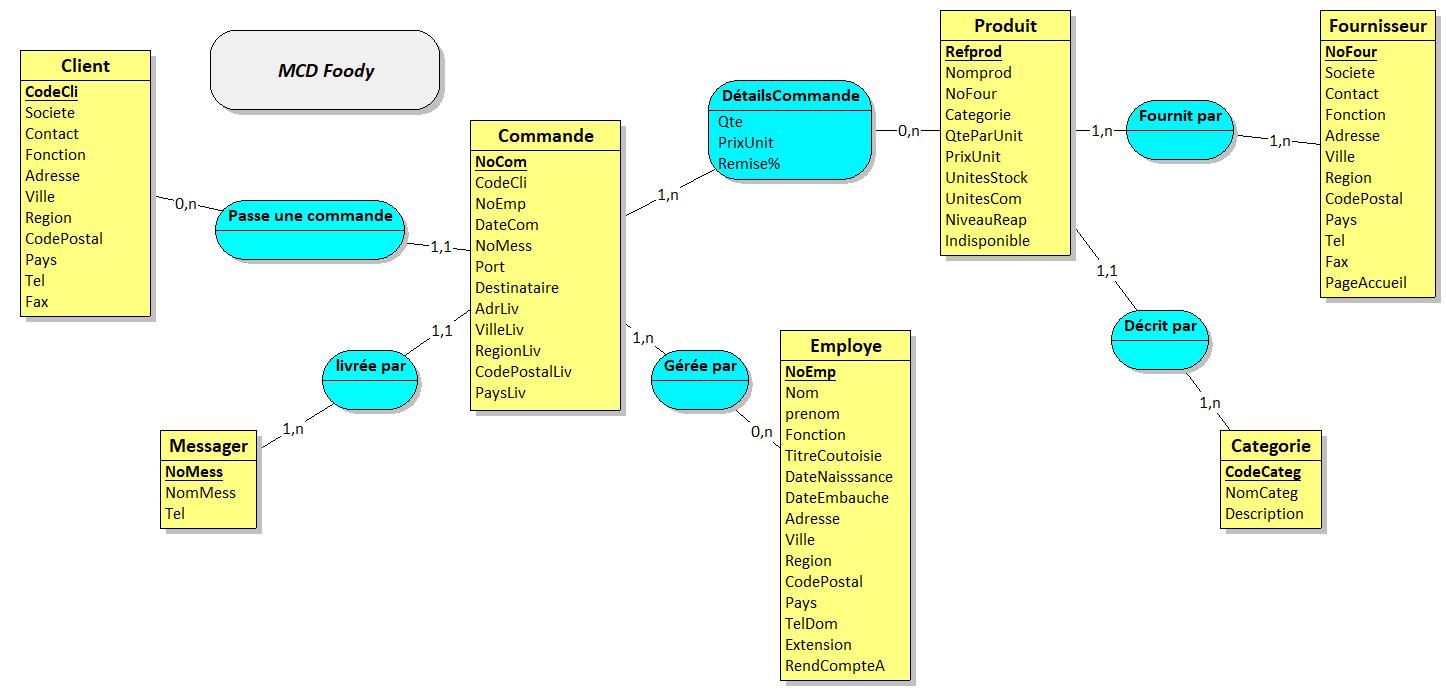 MCD Foody
Client
CodeCli
Societe
Contact
Fonction
Adresse
Ville
Region
CodePostal
Pays
Tel
Fax
0,n
Passe une commande
1,1
Commande
NoCom
CodeCli
NoEmp
DateCom
NoMess
Port
Destinataire
AdrLiv
VilleLiv
RegionLiv
CodePostalLiv
PaysLiv
1,1
livrée par
1,n
Messager
NoMess
NomMess
Tel
1,n
Gérée par
0,n
Employe
NoEmp
Nom
prenom
Fonction
TitreCoutoisie
DateNaisssance
DateEmbauche
Adresse
Ville
Region
CodePostal
Pays
TelDom
Extension
RendCompteA
1,n
DétailsCommande
Qte
PrixUnit
Remise%
0,n
Produit
Refprod
Nomprod
NoFour
Categorie
QteParUnit
PrixUnit
UnitesStock
UnitesCom
NiveauReap
Indisponible
1,n
Fournit par
1,n
Fournisseur
NoFour
Societe
Contact
Fonction
Adresse
Ville
Region
CodePostal
Pays
Tel
Fax
PageAccueil
1,1
Décrit par
1,n
Categorie
CodeCateg
NomCateg
Description